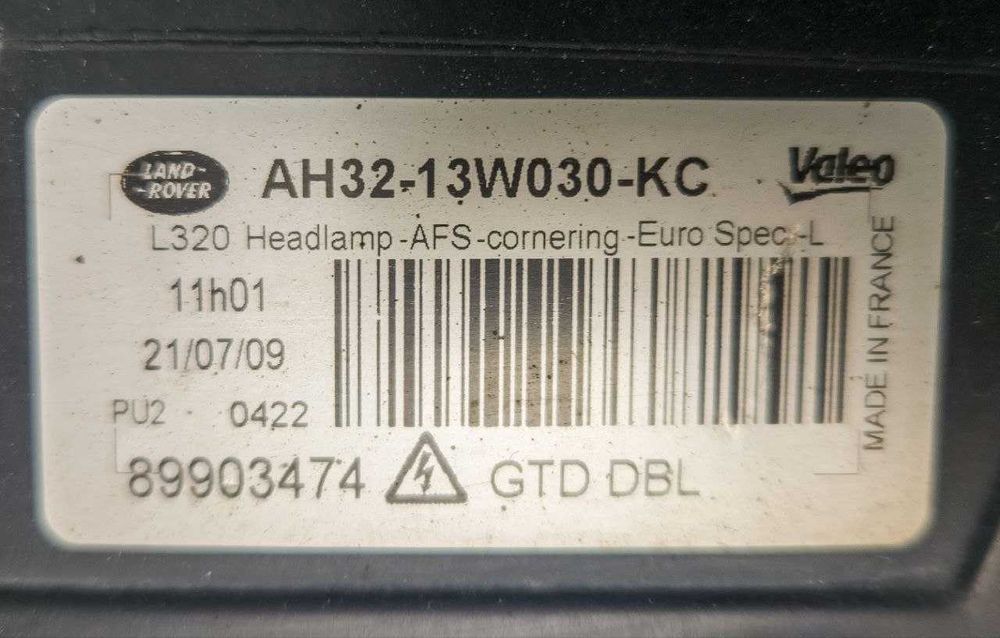 LAND-
-ROVER
AH32-13W030-KC
Valeo
L320 Headlamp-AFS-cornering-Euro Spec.-L
11h01
21/07/09
PU2 0422
89903474 GTD DBL
MADE IN FRANCE